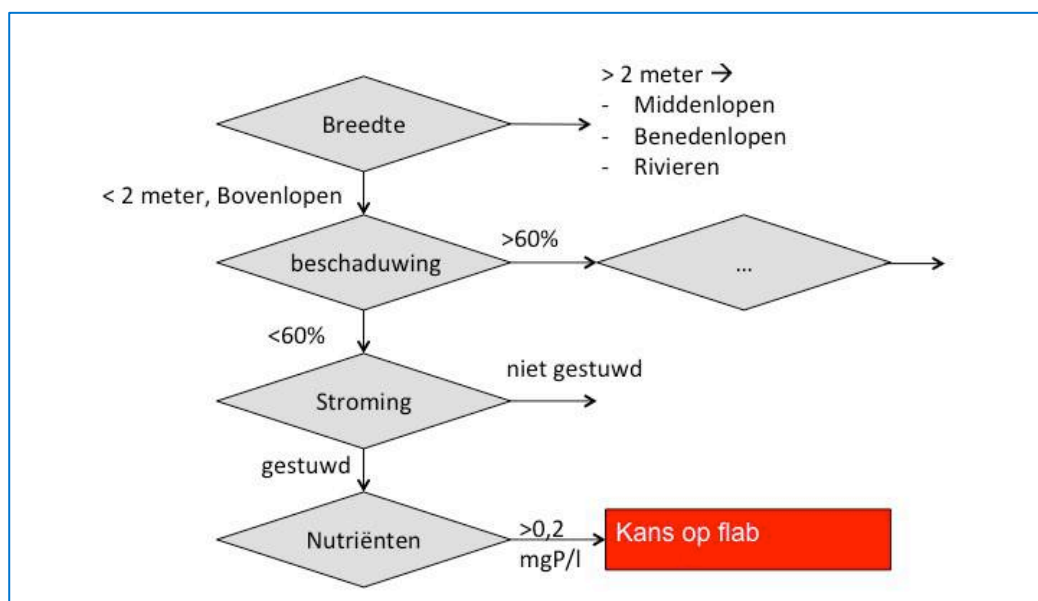 Breedte
> 2 meter →
- Middenlopen
- Benedenlopen
- Rivieren
< 2 meter, Bovenlopen
beschaduwing
>60%
...
<60%
Stroming
niet gestuwd
gestuwd
Nutriënten
>0,2
mgP/l
Kans op flab